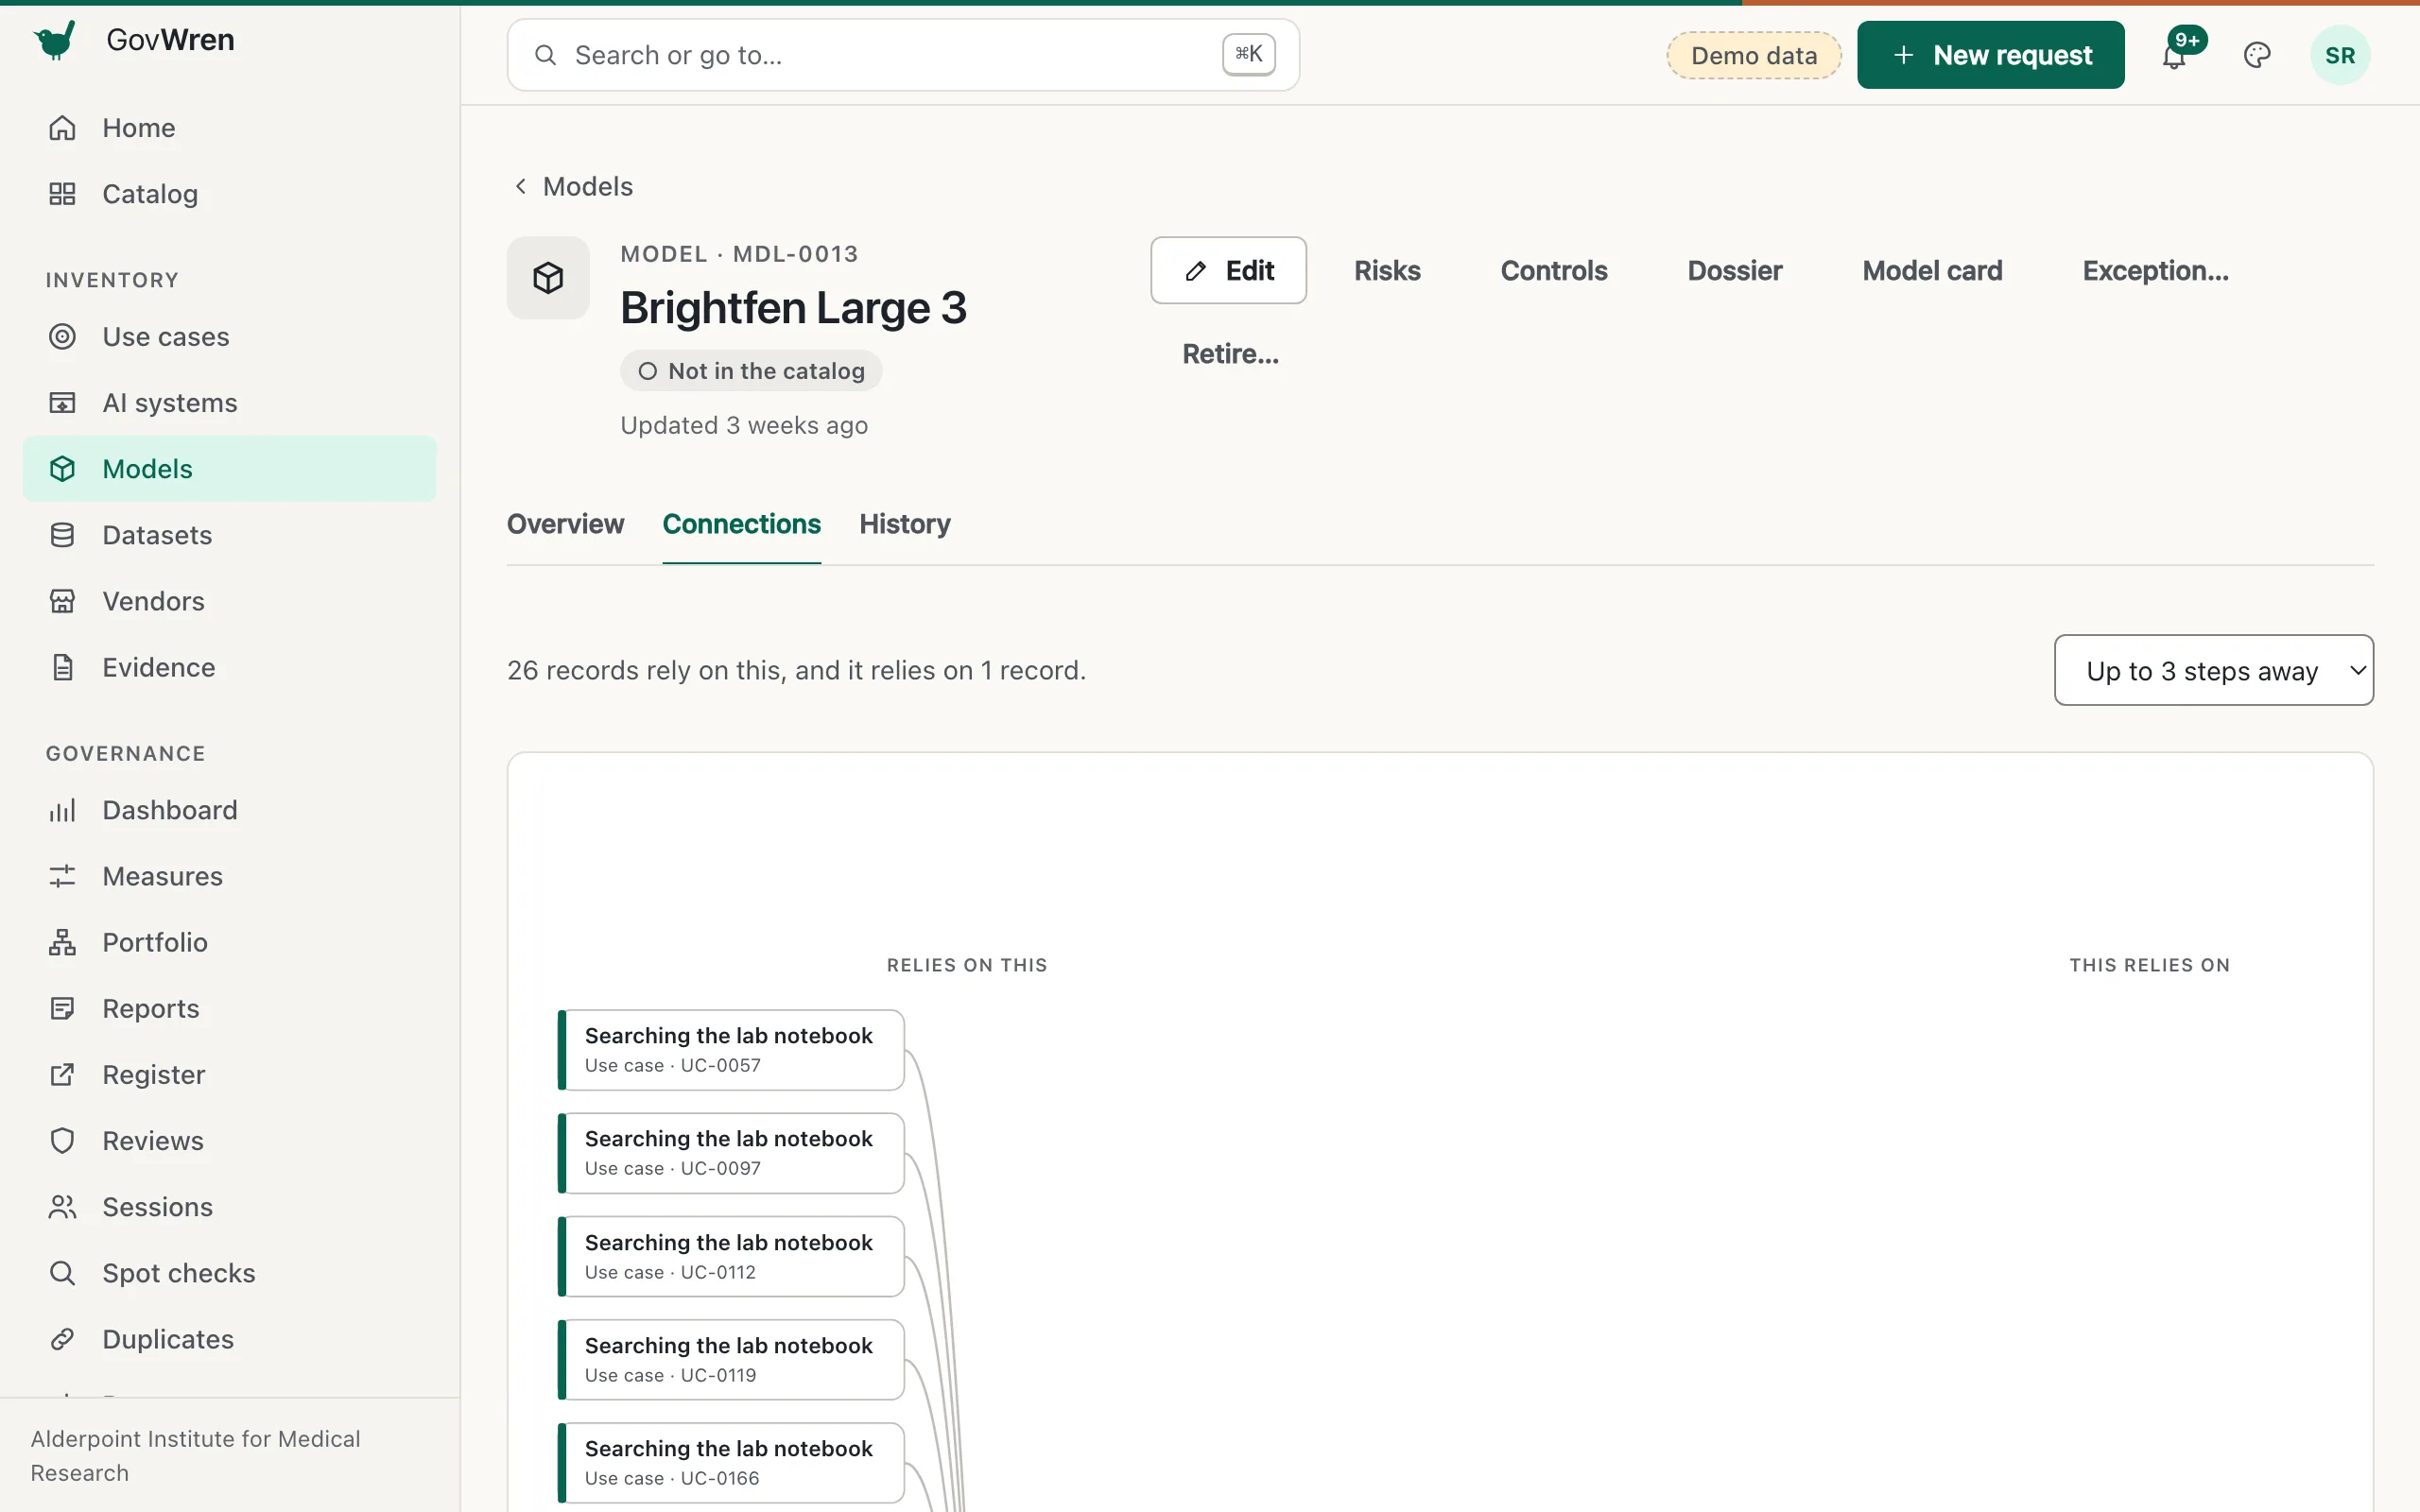 GovWren
Search or go to...
⌘K
Demo data
+ New request
9+
SR
Home
Catalog
INVENTORY
Use cases
AI systems
Models
Datasets
Vendors
Evidence
GOVERNANCE
Dashboard
Measures
Portfolio
Reports
Register
Reviews
Sessions
Spot checks
Duplicates
Alderpoint Institute for Medical
Research
Models
MODEL · MDL-0013
Brightfen Large 3
Not in the catalog
Updated 3 weeks ago
Edit
Risks
Controls
Dossier
Model card
Exception...
Retire...
Overview
Connections
History
26 records rely on this, and it relies on 1 record.
Up to 3 steps away
RELIES ON THIS
THIS RELIES ON
Searching the lab notebook
Use case · UC-0057
Searching the lab notebook
Use case · UC-0097
Searching the lab notebook
Use case · UC-0112
Searching the lab notebook
Use case · UC-0119
Searching the lab notebook
Use case · UC-0166